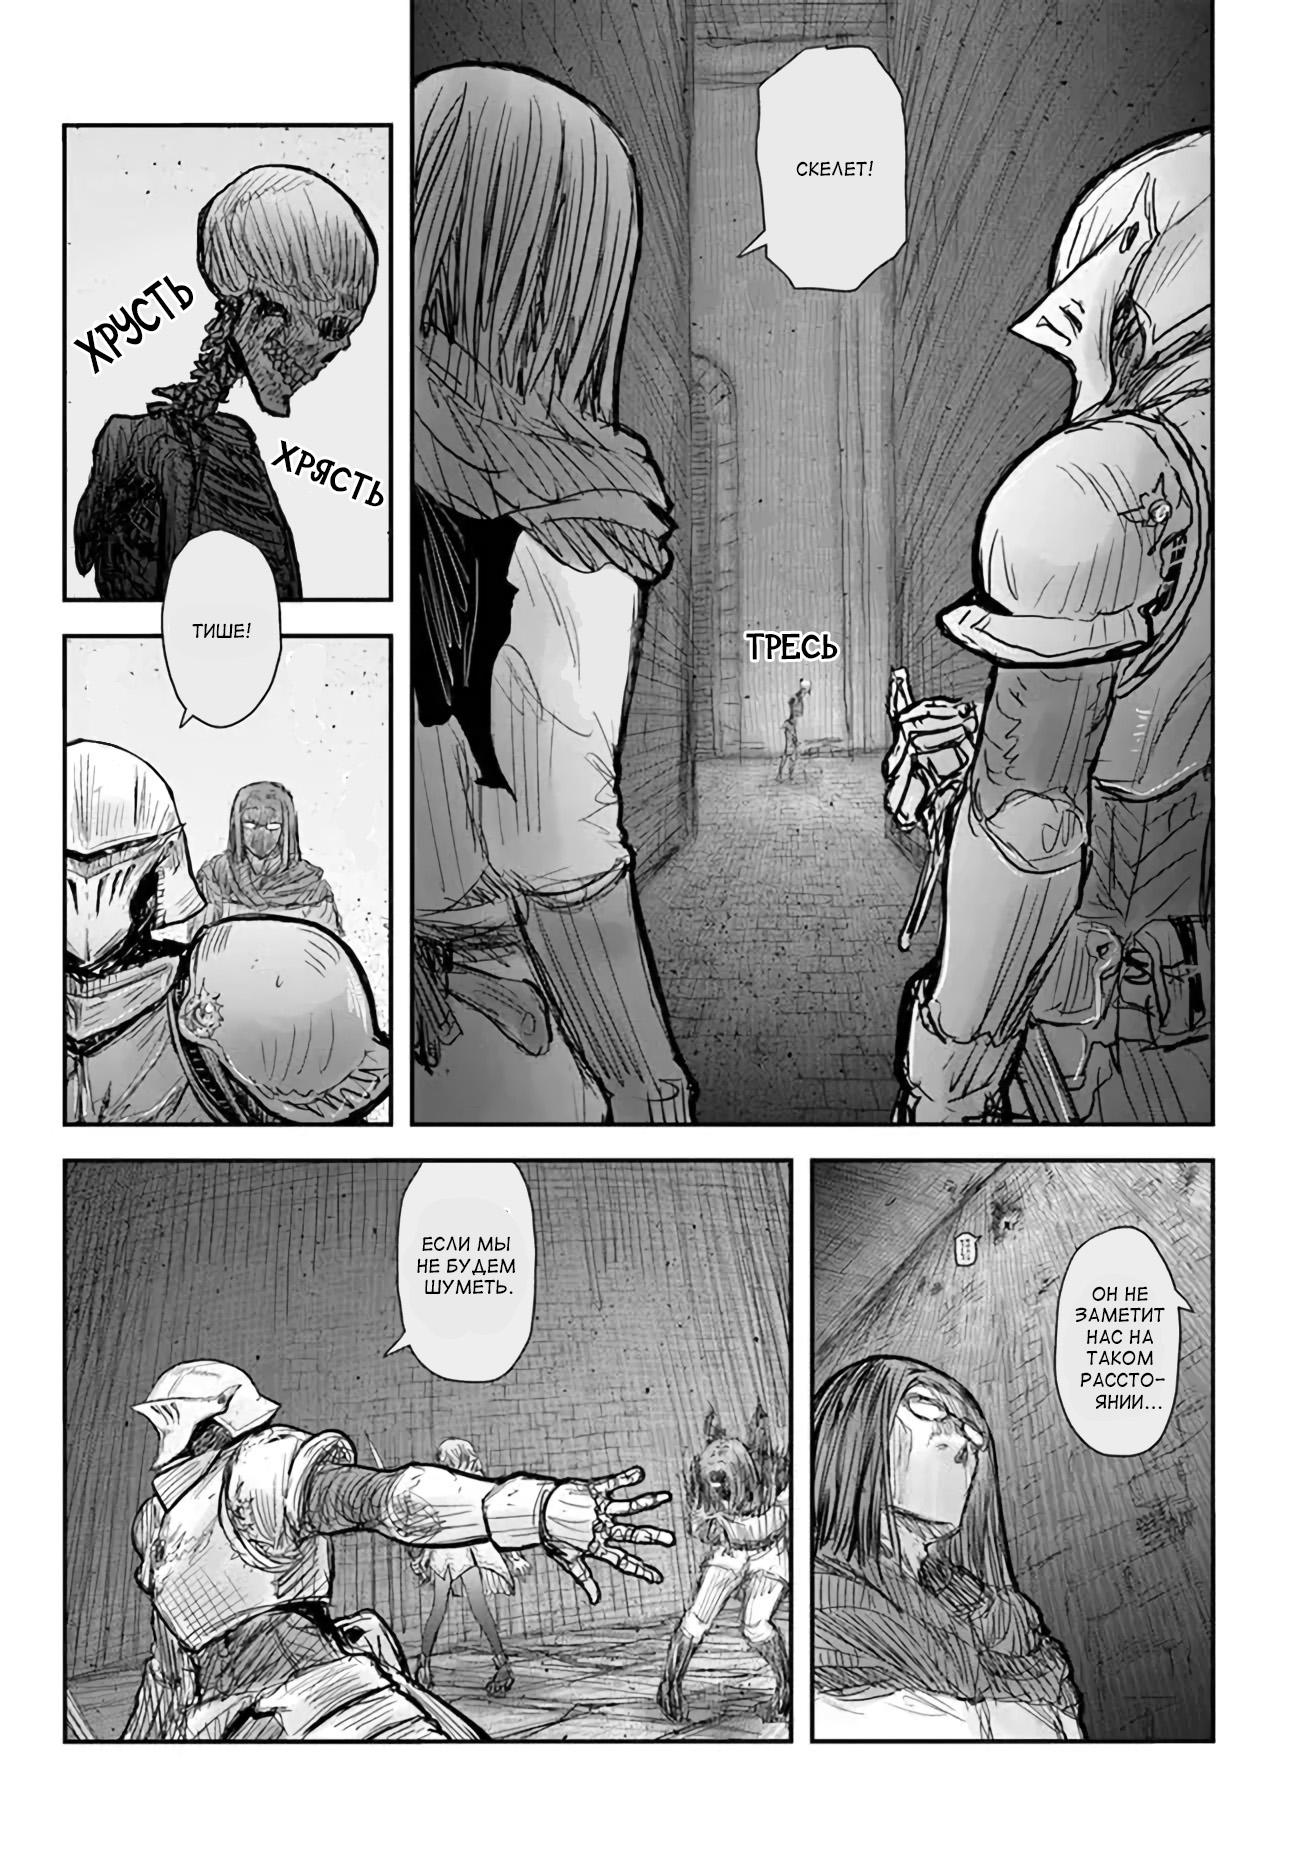 СКЕЛЕТ!
ТРЕСЬ
ХРУСТЬ
ХРЯСТЬ
ТИШЕ!
ОН НЕ
ЗАМЕТИТ
НАС НА
ТАКОМ
РАССТО-
ЯНИИ...
ЕСЛИ МЫ
НЕ БУДЕМ
ШУМЕТЬ.